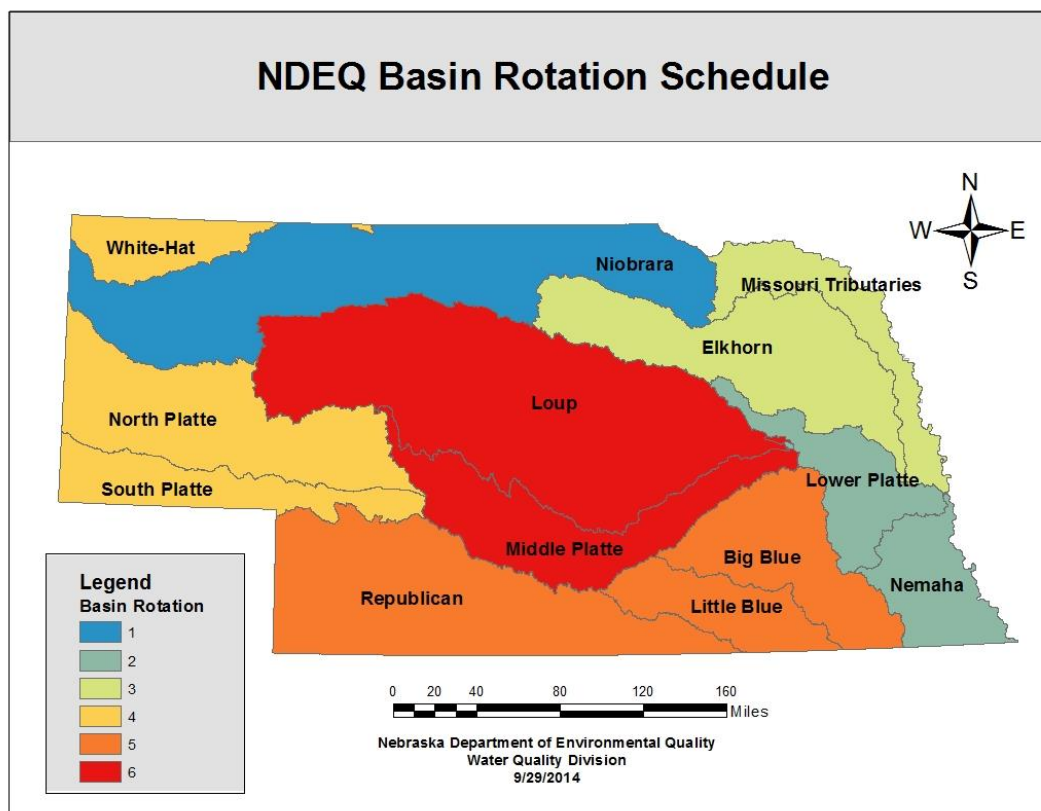 NDEQ Basin Rotation Schedule
N
W E
S
White-Hat
Niobrara
Missouri Tributaries
Elkhorn
Loup
North Platte
Lower Platte
South Platte
Middle Platte
Big Blue
Nemaha
Republican
Little Blue
Legend
Basin Rotation
1
2
3
4
5
6
0 20 40 80 120 160
Miles
Nebraska Department of Environmental Quality
Water Quality Division
9/29/2014